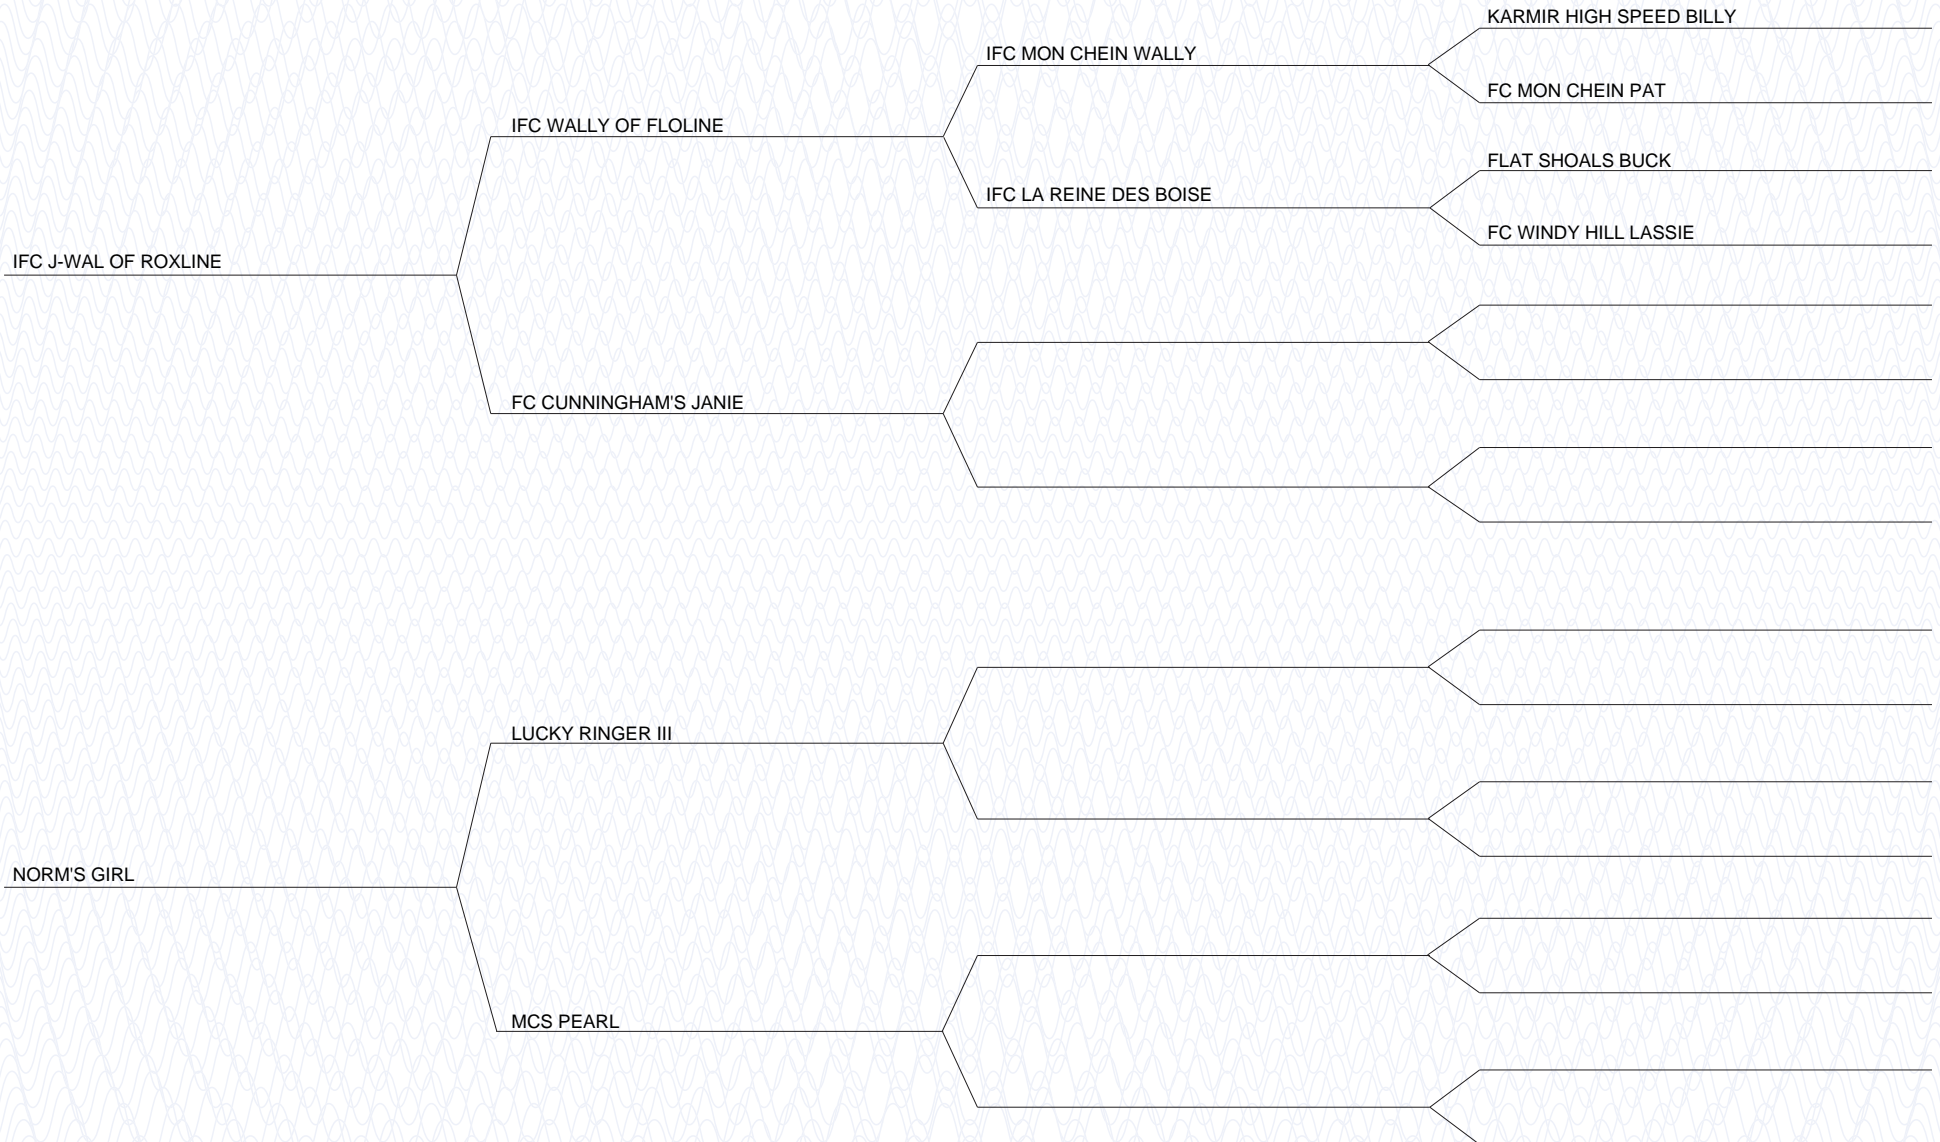 KARMIR HIGH SPEED BILLY
IFC MON CHEIN WALLY
FC MON CHEIN PAT
IFC WALLY OF FLOLINE
FLAT SHOALS BUCK
IFC LA REINE DES BOISE
FC WINDY HILL LASSIE
IFC J-WAL OF ROXLINE
FC CUNNINGHAM'S JANIE
LUCKY RINGER III
NORM'S GIRL
MCS PEARL